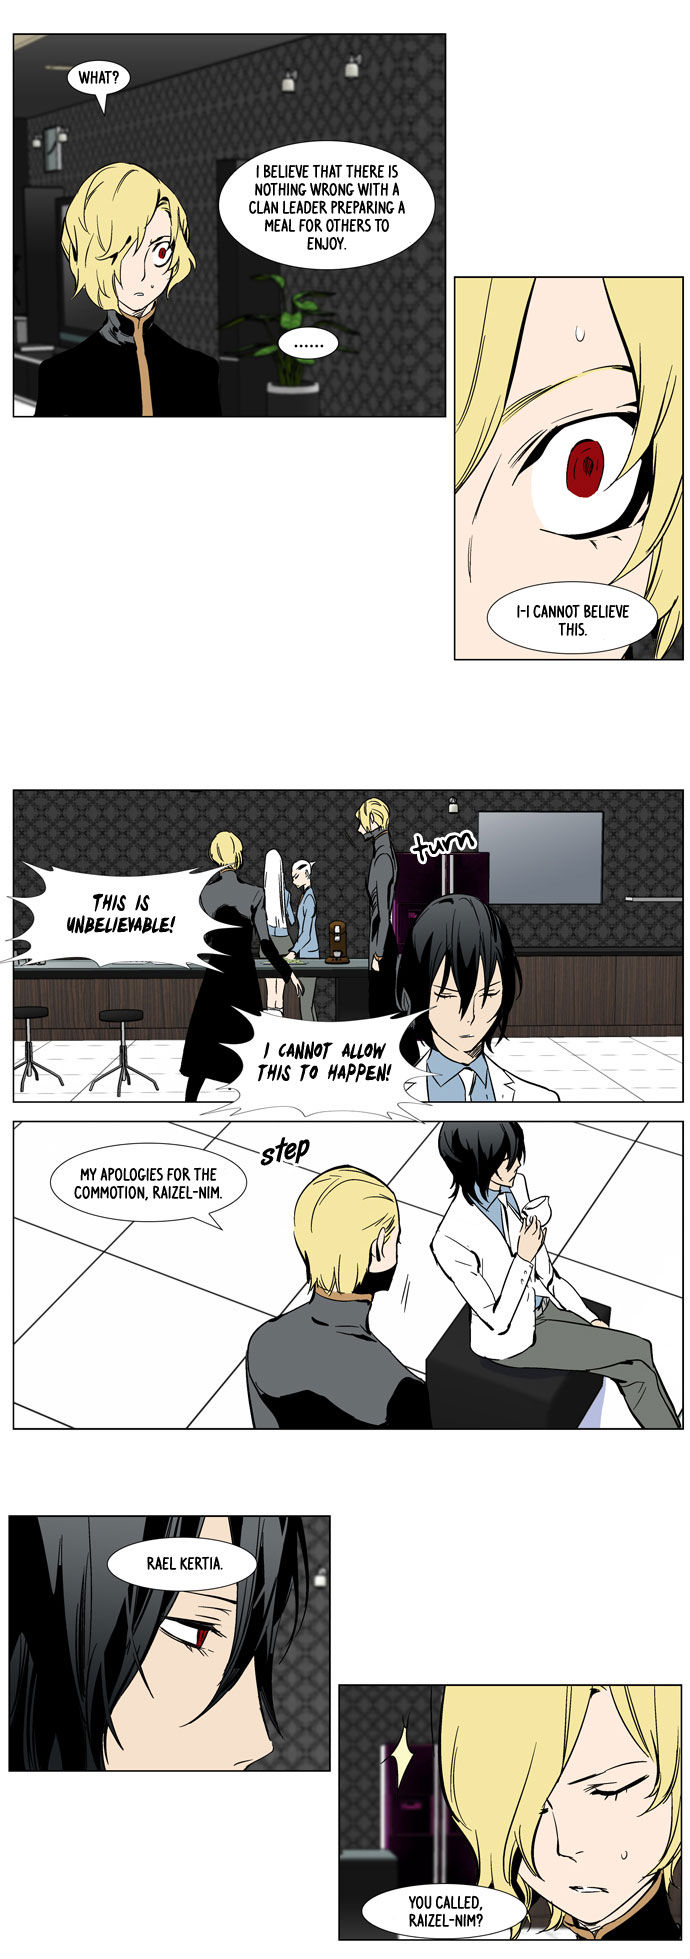 WHAT?
I BELIEVE THAT THERE IS
NOTHING WRONG WITH A
CLAN LEADER PREPARING A
MEAL FOR OTHERS TO
ENJOY.
......
I-I CANNOT BELIEVE
THIS.
turn
THIS IS
UNBELIEVABLE!
I CANNOT ALLOW
THIS TO HAPPEN!
step
MY APOLOGIES FOR THE
COMMOTION, RAIZEL-NIM.
RAEL KERTIA.
YOU CALLED,
RAIZEL-NIM?